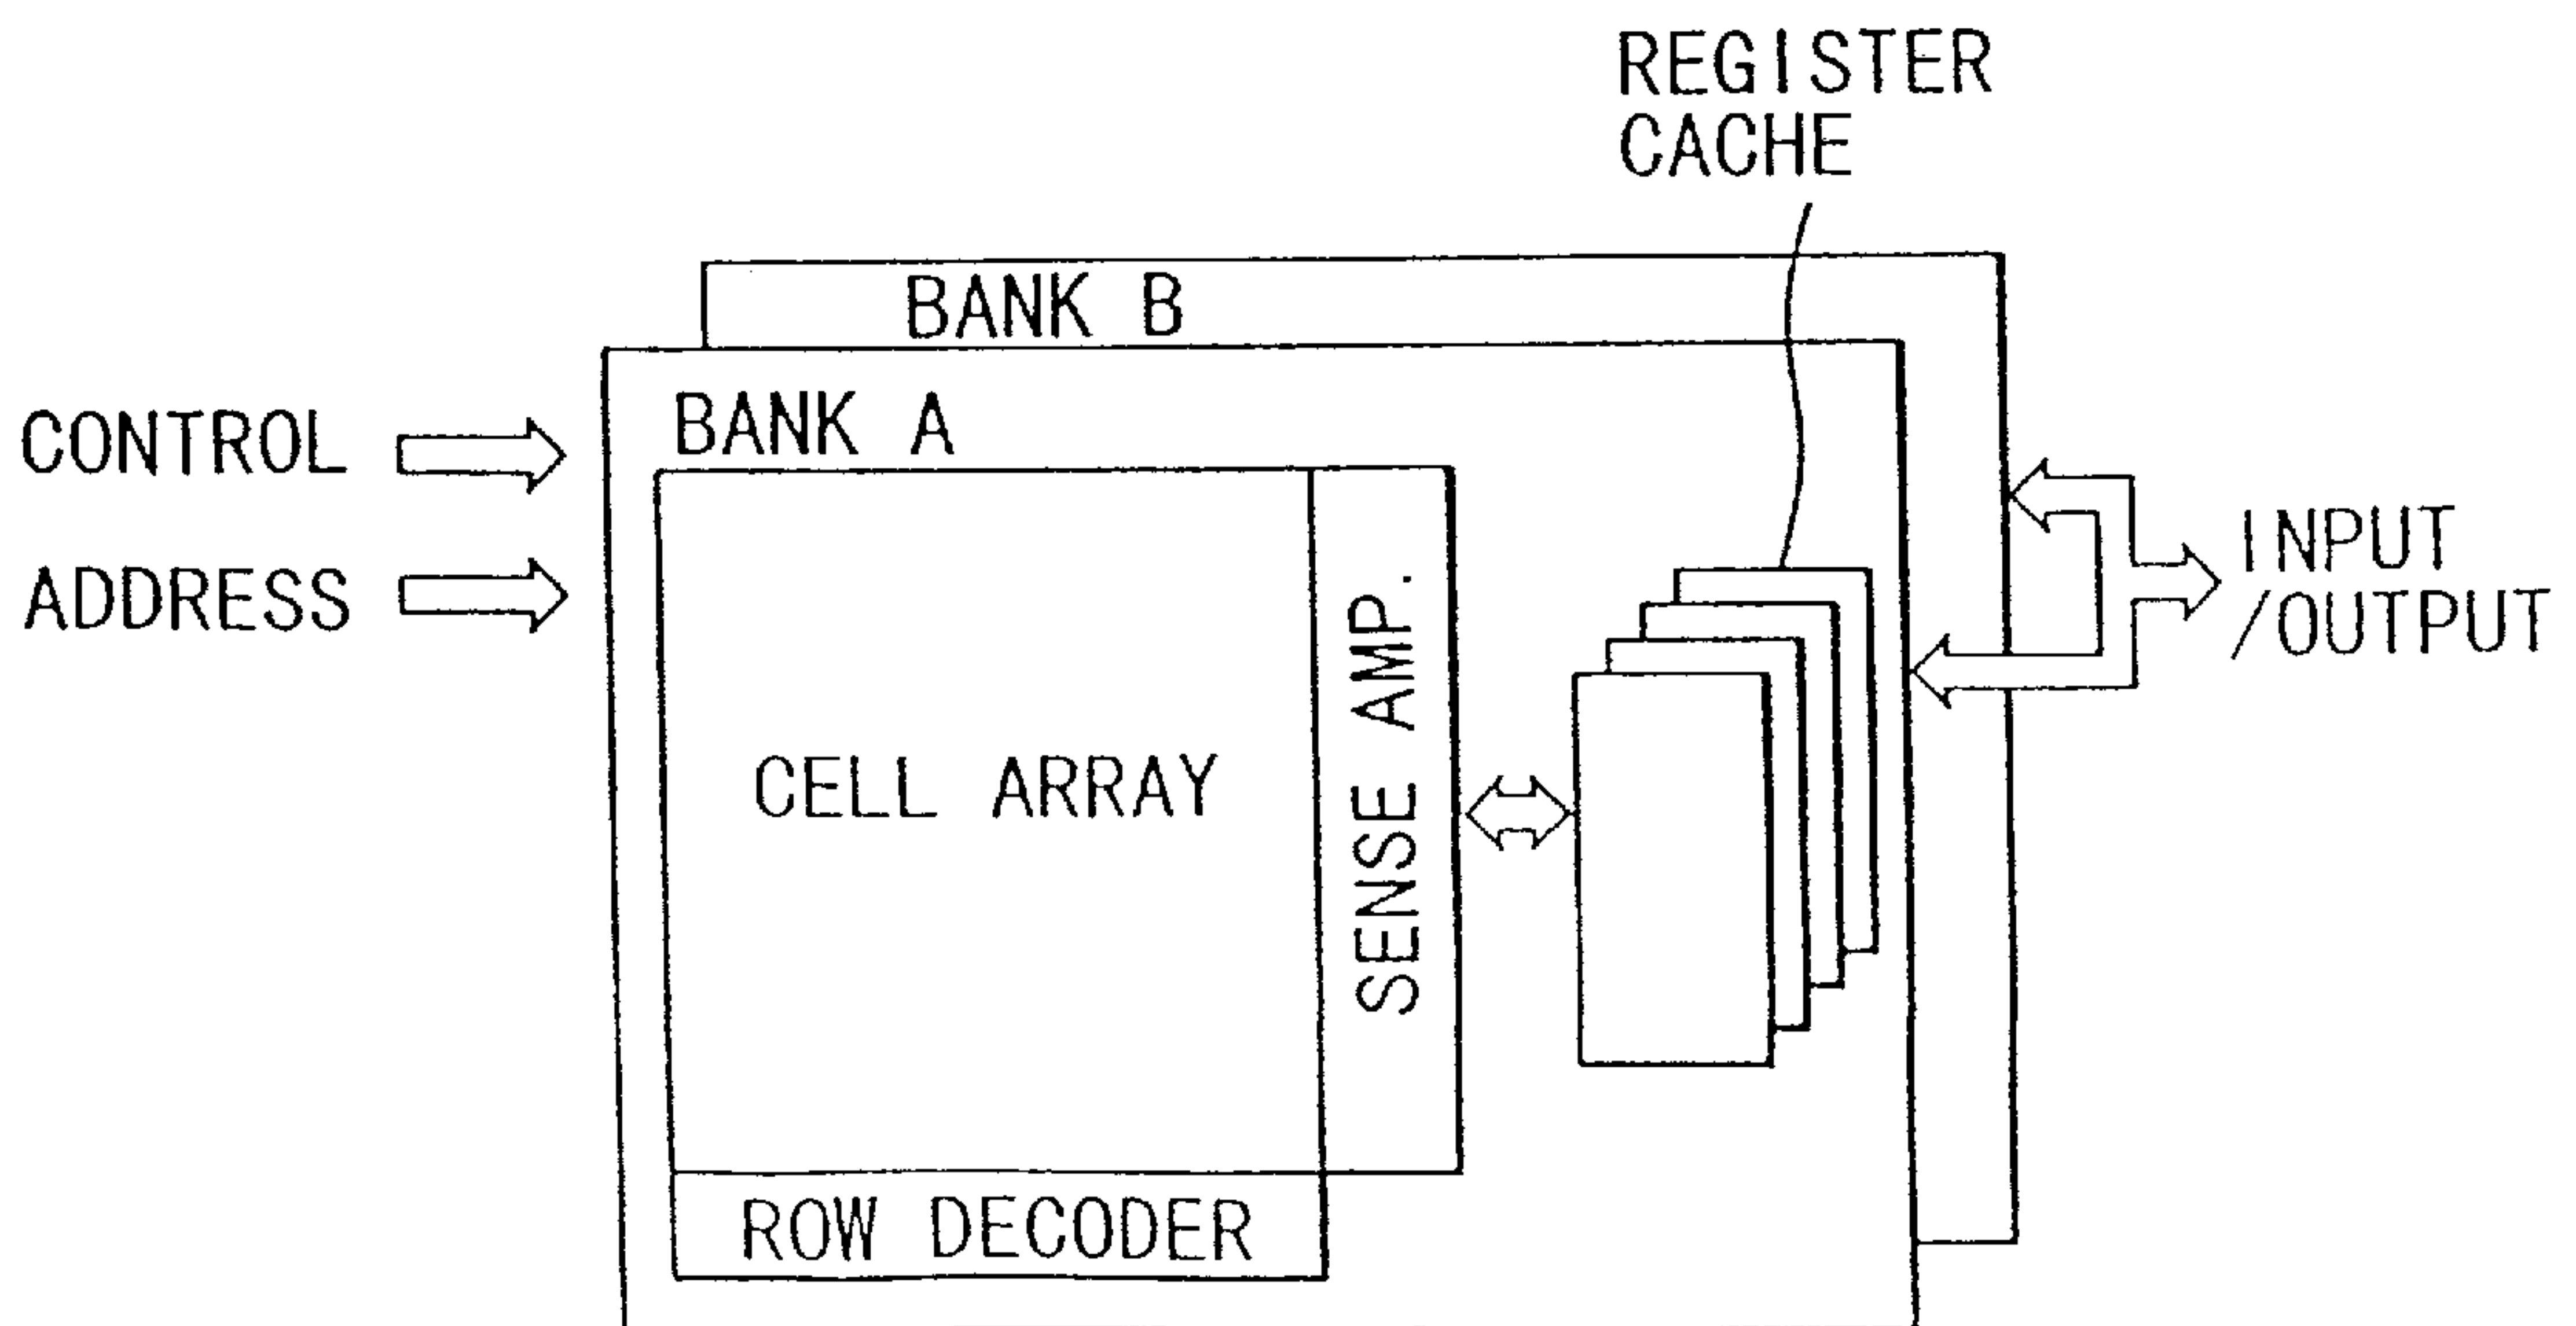 REGISTER
CACHE
BANK B
BANK A
CONTROL
ADDRESS
INPUT
/OUTPUT
CELL ARRAY
SENSE AMP.
ROW DECODER